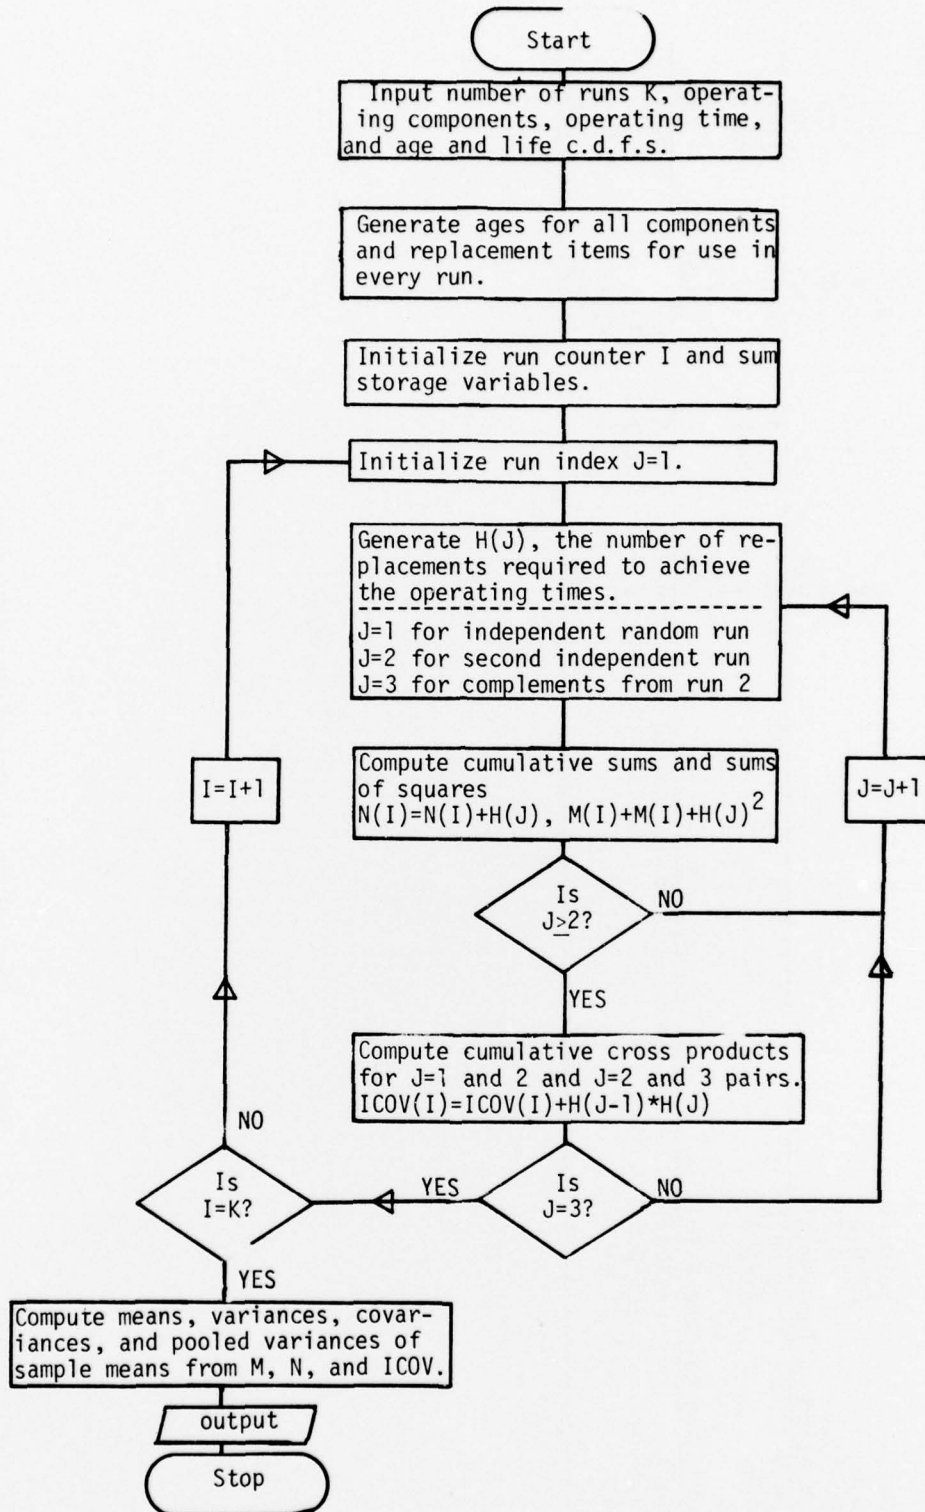 Start
Input number of runs K, operat-
ing components, operating time,
and age and life c.d.f.s.
Generate ages for all components
and replacement items for use in
every run.
Initialize run counter I and sum
storage variables.
Initialize run index J=1.
Generate H(J), the number of re-
placements required to achieve
the operating times.
J=1 for independent random run
J=2 for second independent run
J=3 for complements from run 2
I=I+1
Compute cumulative sums and sums
of squares
N(I)=N(I)+H(J), M(I)+M(I)+H(J)²
J=J+1
Is
J≥2?
NO
YES
Compute cumulative cross products
for J=1 and 2 and J=2 and 3 pairs.
ICOV(I)=ICOV(I)+H(J-1)*H(J)
NO
Is
I=K?
YES
Is
J=3?
NO
YES
Compute means, variances, covar-
iances, and pooled variances of
sample means from M, N, and ICOV.
output
Stop